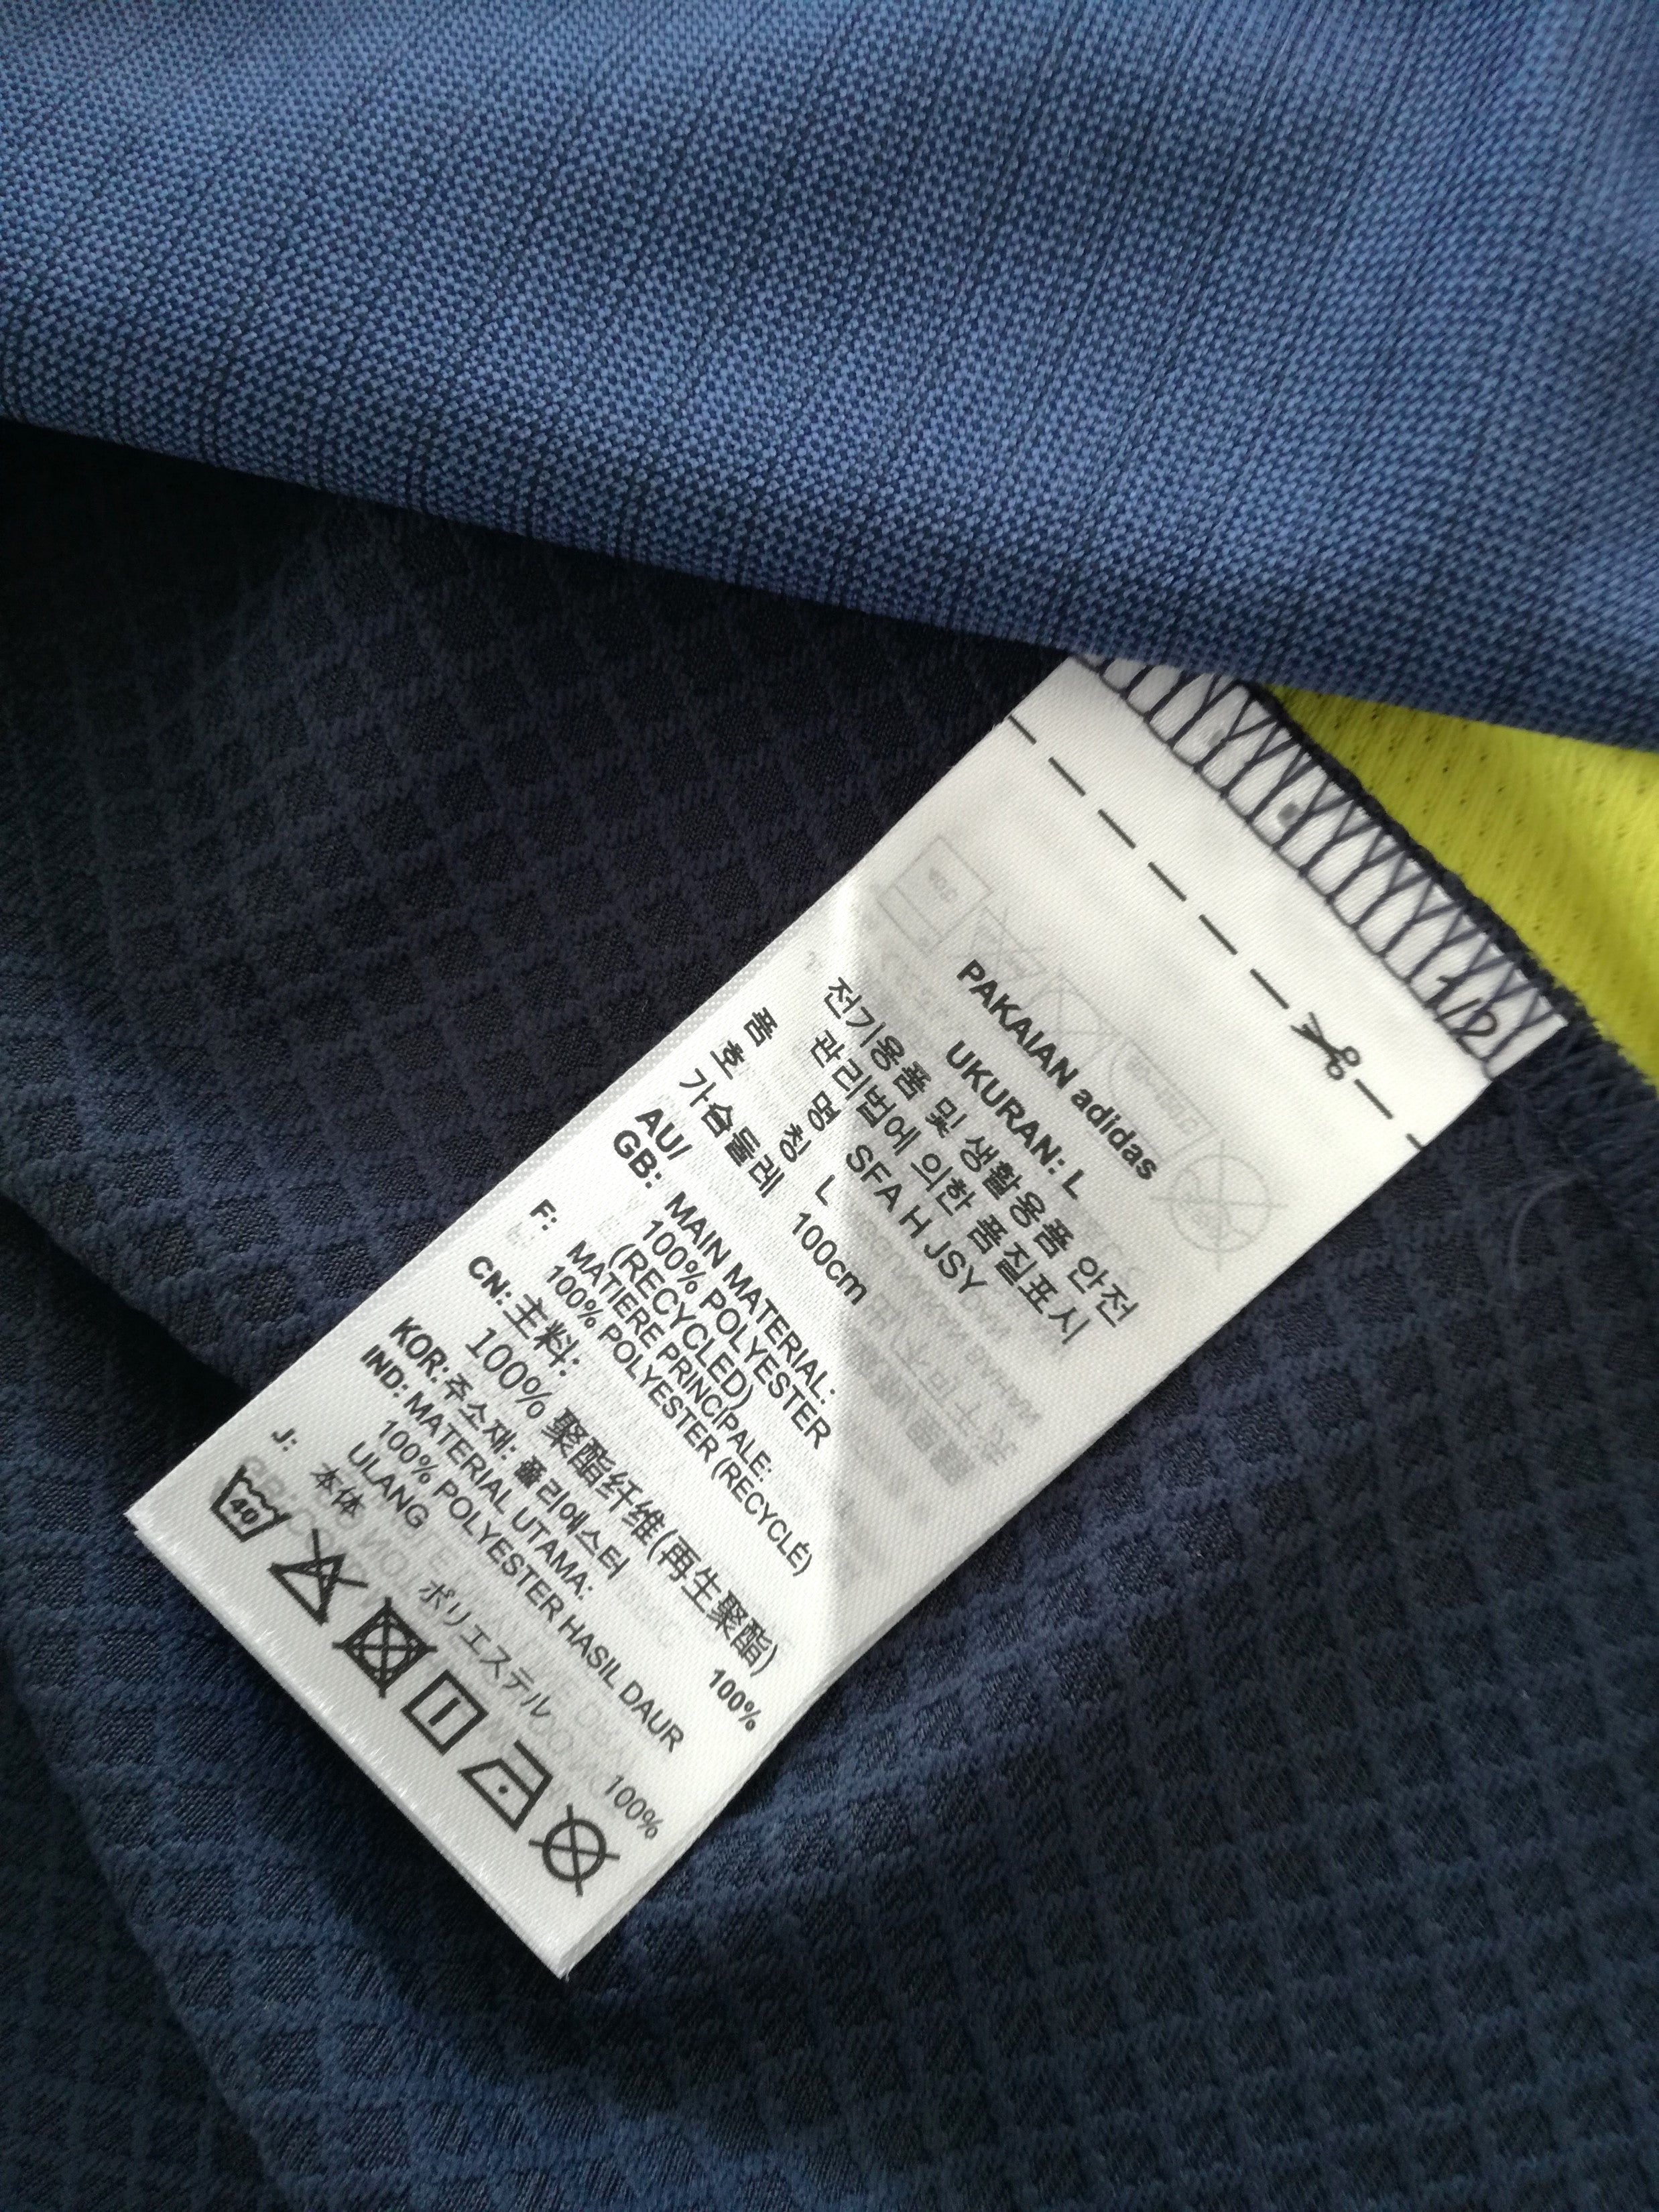 1/2
PAKAIAN adidas
UKURAN: L
전기용품 및 생활용품 안전
관리법에 의한 품질표시
품 명 SFA H JSY
호 칭 L
가슴둘레 100cm
AU/
GB: MAIN MATERIAL:
100% POLYESTER
(RECYCLED)
F: MATIERE PRINCIPALE:
100% POLYESTER (RECYCLÉ)
CN: 主料:
100% 聚酯纤维(再生聚酯)
KOR: 주소재: 폴리에스터 100%
IND: MATERIAL UTAMA:
100% POLYESTER HASIL DAUR
ULANG
J: 本体 ポリエステル 100%
40